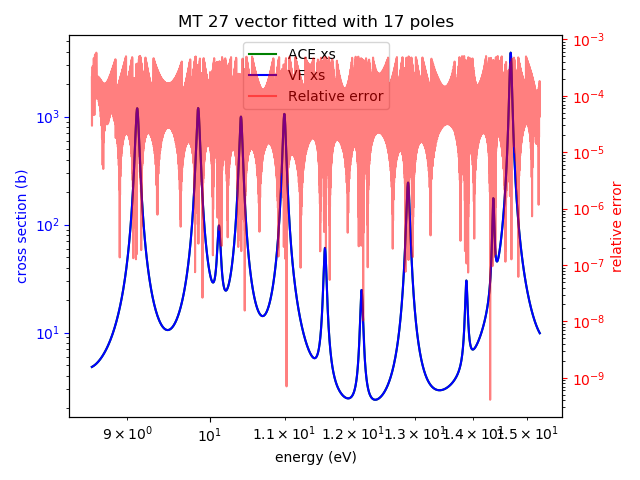 MT 27 vector fitted with 17 poles
ACE xs
VF xs
Relative error
cross section (b)
10³
10²
10¹
10⁻³
10⁻⁴
10⁻⁵
10⁻⁶
10⁻⁷
10⁻⁸
10⁻⁹
relative error
9×10⁰ 10¹ 1.1×10¹ 1.2×10¹ 1.3×10¹ 1.4×10¹ 1.5×10¹
energy (eV)